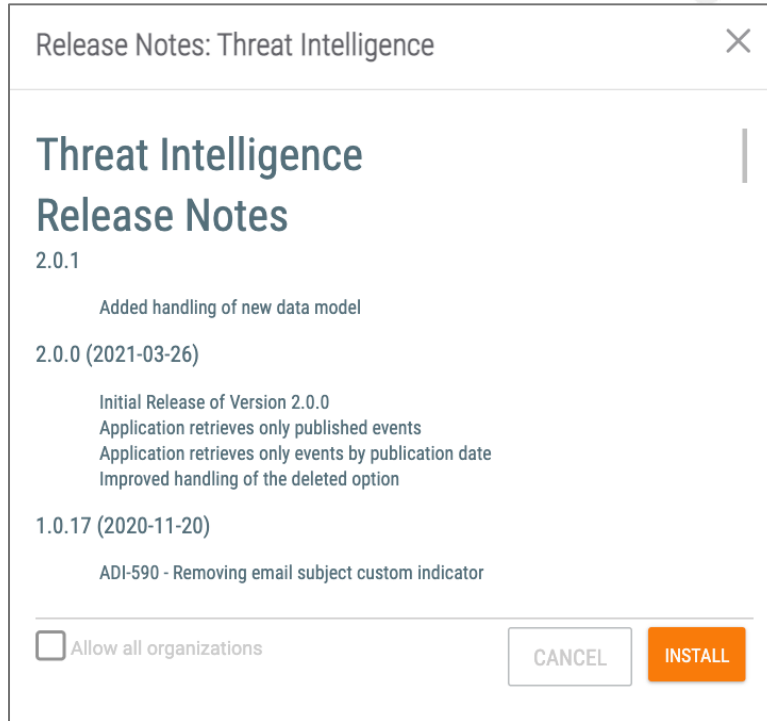 Release Notes: Threat Intelligence
Threat Intelligence
Release Notes
2.0.1
Added handling of new data model
2.0.0 (2021-03-26)
Initial Release of Version 2.0.0
Application retrieves only published events
Application retrieves only events by publication date
Improved handling of the deleted option
1.0.17 (2020-11-20)
ADI-590 - Removing email subject custom indicator
Allow all organizations
CANCEL
INSTALL